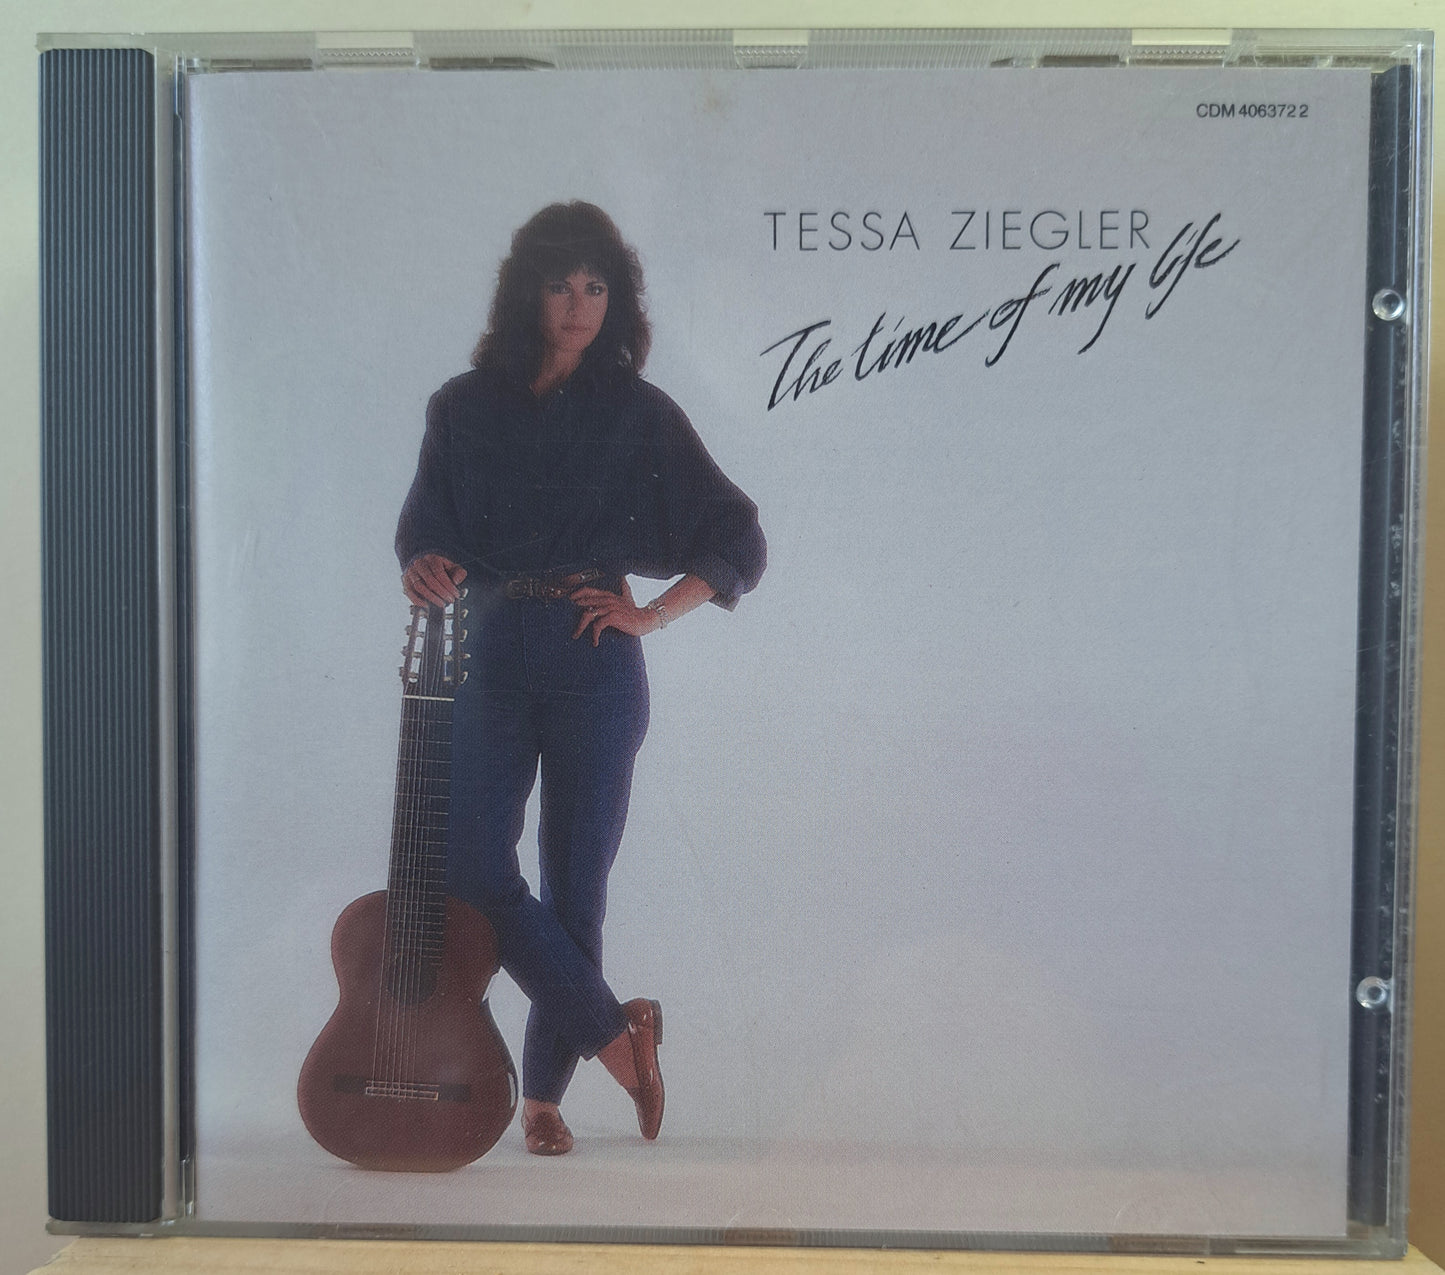 CDM 4063722
TESSA ZIEGLER
The time of my life